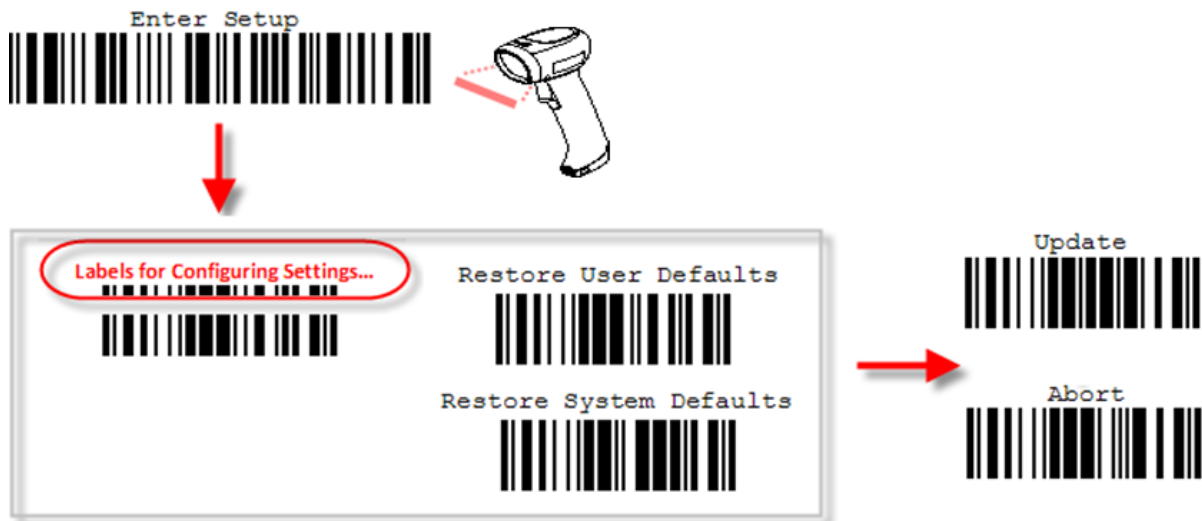 Enter Setup
Labels for Configuring Settings...
Restore User Defaults
Restore System Defaults
Update
Abort